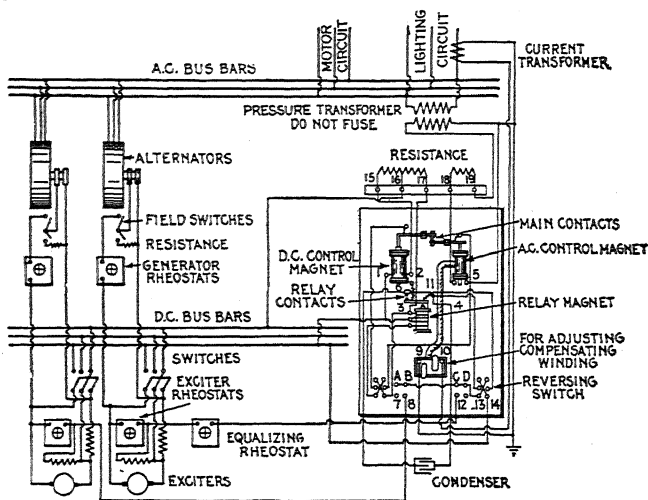 MOTOR
CIRCUIT
LIGHTING
CIRCUIT
CURRENT
TRANSFORMER
A.C. BUS BARS
PRESSURE TRANSFORMER
DO NOT FUSE
ALTERNATORS
RESISTANCE
15 16 17 18 19
FIELD SWITCHES
RESISTANCE
GENERATOR
RHEOSTATS
MAIN CONTACTS
A.C. CONTROL MAGNET
D.C. CONTROL
MAGNET
1 2 5
6
RELAY
CONTACTS
11
3 4
RELAY MAGNET
D.C. BUS BARS
FOR ADJUSTING
COMPENSATING
WINDING
9 10
SWITCHES
EXCITER
RHEOSTATS
A B C D
REVERSING
SWITCH
7 8 12 13 14
EQUALIZING
RHEOSTAT
EXCITERS
CONDENSER